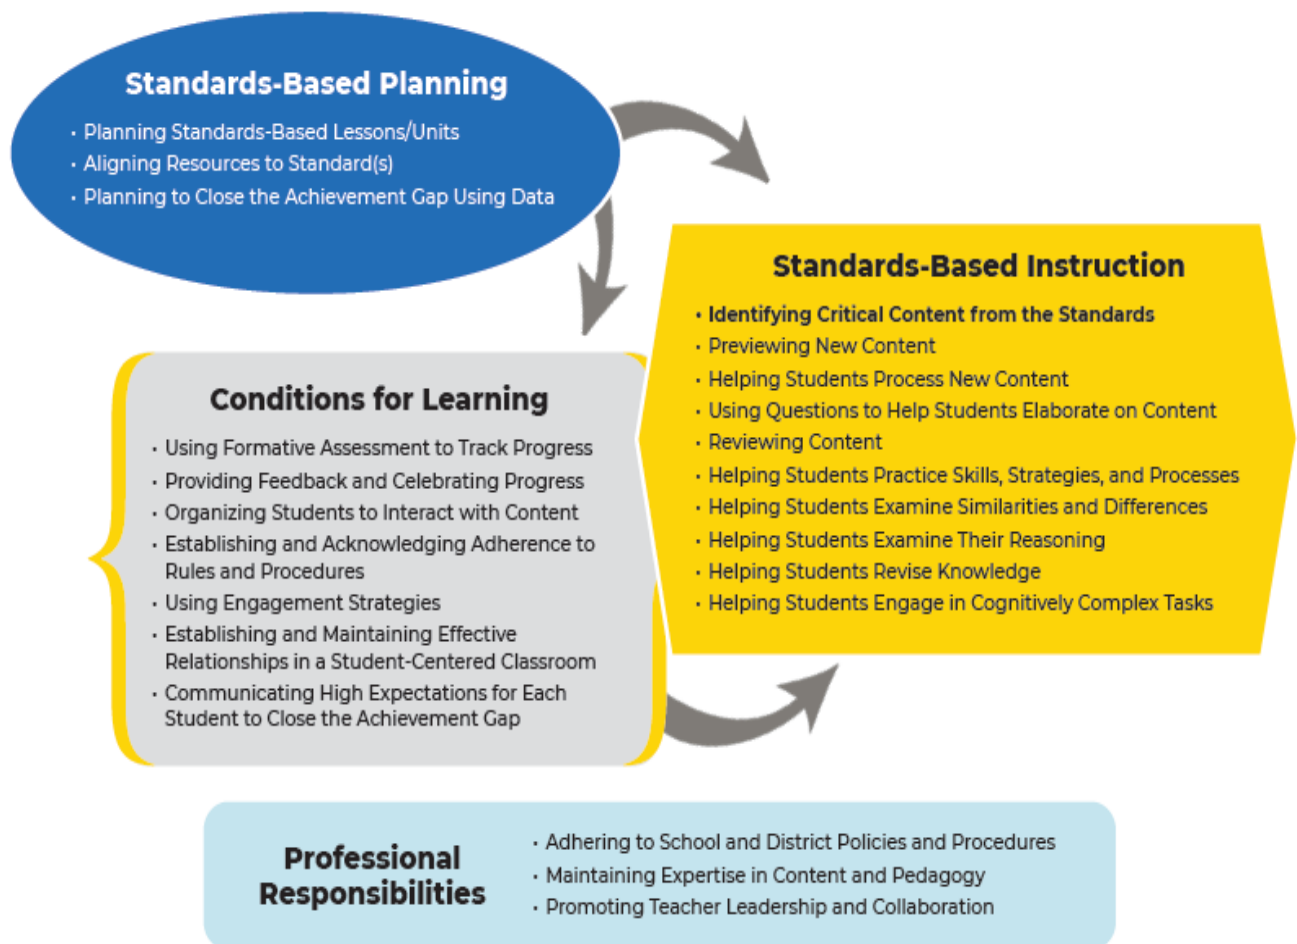 Standards-Based Planning
· Planning Standards-Based Lessons/Units
· Aligning Resources to Standard(s)
· Planning to Close the Achievement Gap Using Data
Standards-Based Instruction
· Identifying Critical Content from the Standards
· Previewing New Content
· Helping Students Process New Content
· Using Questions to Help Students Elaborate on Content
· Reviewing Content
· Helping Students Practice Skills, Strategies, and Processes
· Helping Students Examine Similarities and Differences
· Helping Students Examine Their Reasoning
· Helping Students Revise Knowledge
· Helping Students Engage in Cognitively Complex Tasks
Conditions for Learning
· Using Formative Assessment to Track Progress
· Providing Feedback and Celebrating Progress
· Organizing Students to Interact with Content
· Establishing and Acknowledging Adherence to
Rules and Procedures
· Using Engagement Strategies
· Establishing and Maintaining Effective
Relationships in a Student-Centered Classroom
· Communicating High Expectations for Each
Student to Close the Achievement Gap
Professional
Responsibilities
· Adhering to School and District Policies and Procedures
· Maintaining Expertise in Content and Pedagogy
· Promoting Teacher Leadership and Collaboration